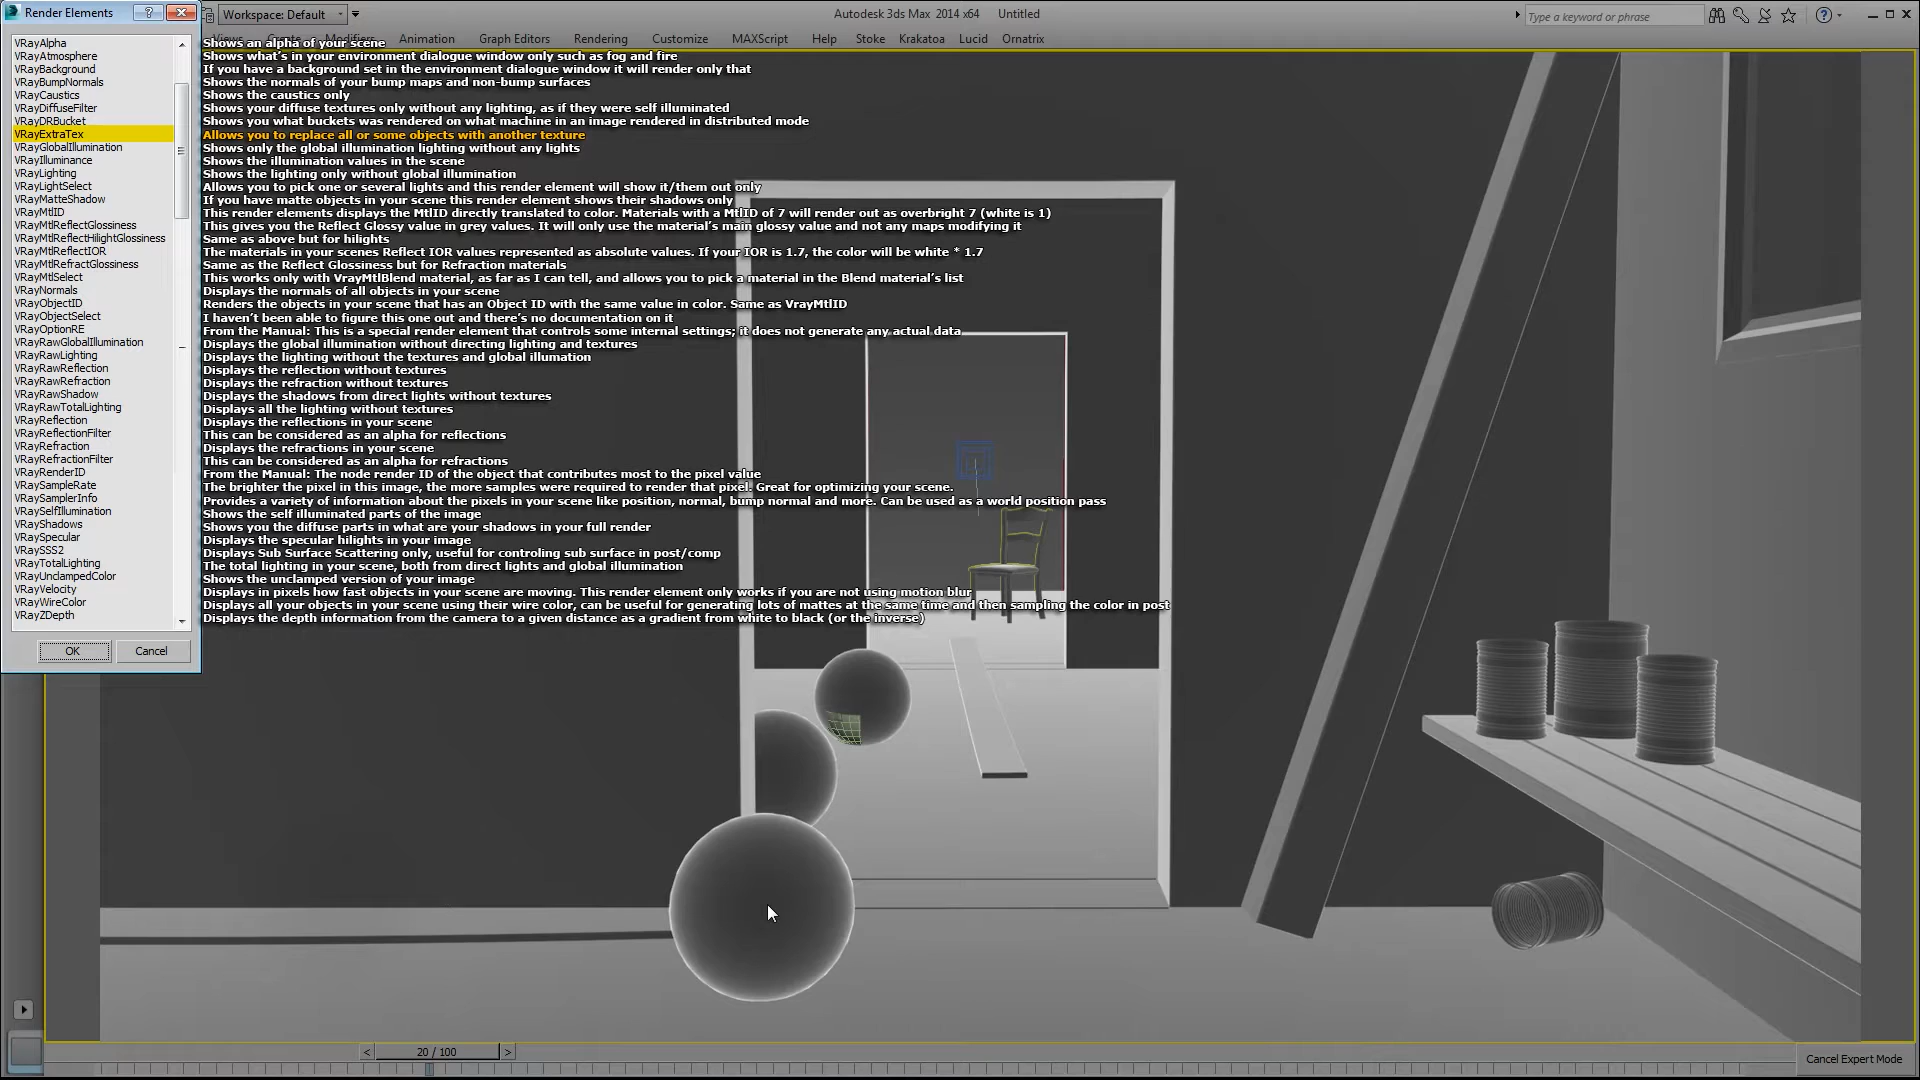 Render Elements
Workspace: Default
Autodesk 3ds Max 2014 x64
Untitled
Type a keyword or phrase
Views
Create
Modifiers
Animation
Graph Editors
Rendering
Customize
MAXScript
Help
Stoke
Krakatoa
Lucid
Ornatrix
VRayAlpha Shows an alpha of your scene
VRayAtmosphere Shows what's in your environment dialogue window only such as fog and fire
VRayBackground If you have a background set in the environment dialogue window it will render only that
VRayBumpNormals Shows the normals of your bump maps and non-bump surfaces
VRayCaustics Shows the caustics only
VRayDiffuseFilter Shows your diffuse textures only without any lighting, as if they were self illuminated
VRayDRBucket Shows you what buckets was rendered on what machine in an image rendered in distributed mode
VRayExtraTex Allows you to replace all or some objects with another texture
VRayGlobalIllumination Shows only the global illumination lighting without any lights
VRayIlluminance Shows the illumination values in the scene
VRayLighting Shows the lighting only without global illumination
VRayLightSelect Allows you to pick one or several lights and this render element will show it/them out only
VRayMatteShadow If you have matte objects in your scene this render element shows their shadows only
VRayMtlID This render elements displays the MtlID directly translated to color. Materials with a MtlID of 7 will render out as overbright 7 (white is 1)
VRayMtlReflectGlossiness This gives you the Reflect Glossy value in grey values. It will only use the material's main glossy value and not any maps modifying it
VRayMtlReflectHilightGlossiness Same as above but for hilights
VRayMtlReflectIOR The materials in your scenes Reflect IOR values represented as absolute values. If your IOR is 1.7, the color will be white * 1.7
VRayMtlRefractGlossiness Same as the Reflect Glossiness but for Refraction materials
VRayMtlSelect This works only with VrayMtlBlend material, as far as I can tell, and allows you to pick a material in the Blend material's list
VRayNormals Displays the normals of all objects in your scene
VRayObjectID Renders the objects in your scene that has an Object ID with the same value in color. Same as VrayMtlID
VRayObjectSelect I haven't been able to figure this one out and there's no documentation on it
VRayOptionRE From the Manual: This is a special render element that controls some internal settings; it does not generate any actual data
VRayRawGlobalIllumination Displays the global illumination without directing lighting and textures
VRayRawLighting Displays the lighting without the textures and global illumation
VRayRawReflection Displays the reflection without textures
VRayRawRefraction Displays the refraction without textures
VRayRawShadow Displays the shadows from direct lights without textures
VRayRawTotalLighting Displays all the lighting without textures
VRayReflection Displays the reflections in your scene
VRayReflectionFilter This can be considered as an alpha for reflections
VRayRefraction Displays the refractions in your scene
VRayRefractionFilter This can be considered as an alpha for refractions
VRayRenderID From the Manual: The node render ID of the object that contributes most to the pixel value
VRaySampleRate The brighter the pixel in this image, the more samples were required to render that pixel. Great for optimizing your scene.
VRaySamplerInfo Provides a variety of information about the pixels in your scene like position, normal, bump normal and more. Can be used as a world position pass
VRaySelfIllumination Shows the self illuminated parts of the image
VRayShadows Shows you the diffuse parts in what are your shadows in your full render
VRaySpecular Displays the specular hilights in your image
VRaySSS2 Displays Sub Surface Scattering only, useful for controling sub surface in post/comp
VRayTotalLighting The total lighting in your scene, both from direct lights and global illumination
VRayUnclampedColor Shows the unclamped version of your image
VRayVelocity Displays in pixels how fast objects in your scene are moving. This render element only works if you are not using motion blur
VRayWireColor Displays all your objects in your scene using their wire color, can be useful for generating lots of mattes at the same time and then sampling the color in post
VRayZDepth Displays the depth information from the camera to a given distance as a gradient from white to black (or the inverse)
OK
Cancel
< 20 / 100 >
Cancel Expert Mode